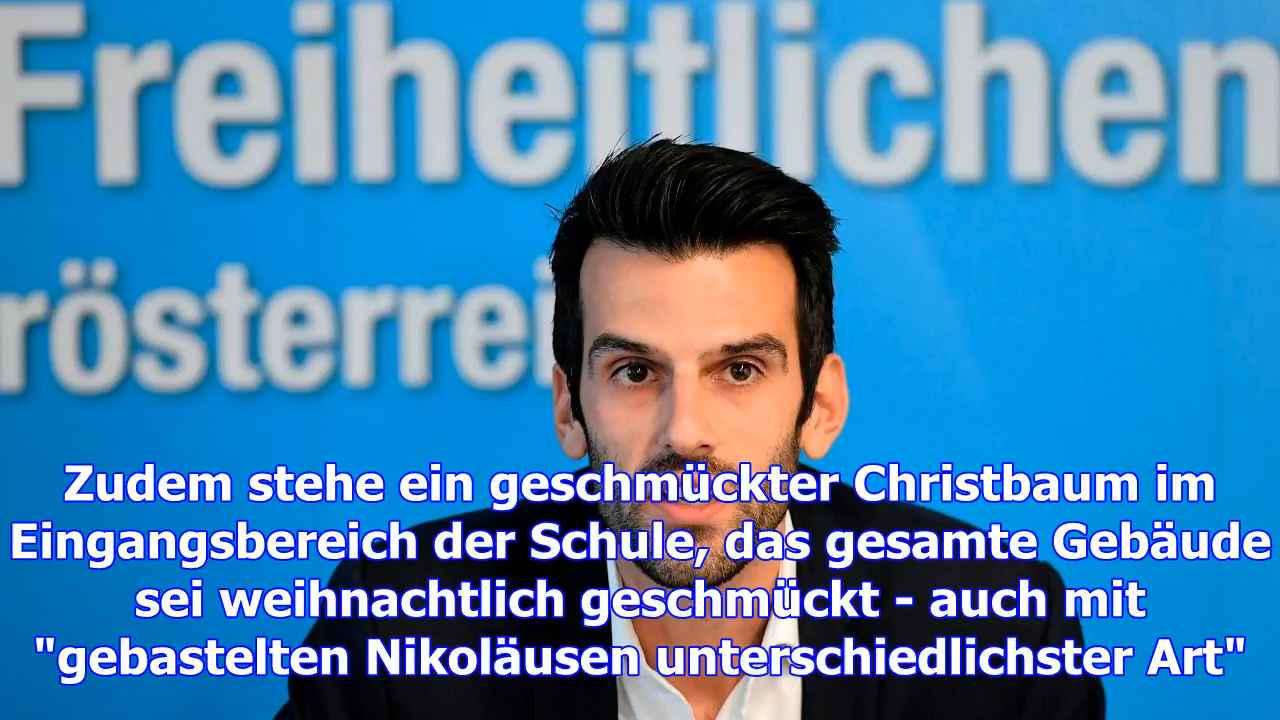 Freiheitlichen
rösterrei
Zudem stehe ein geschmückter Christbaum im
Eingangsbereich der Schule, das gesamte Gebäude
sei weihnachtlich geschmückt - auch mit
"gebastelten Nikoläusen unterschiedlichster Art"